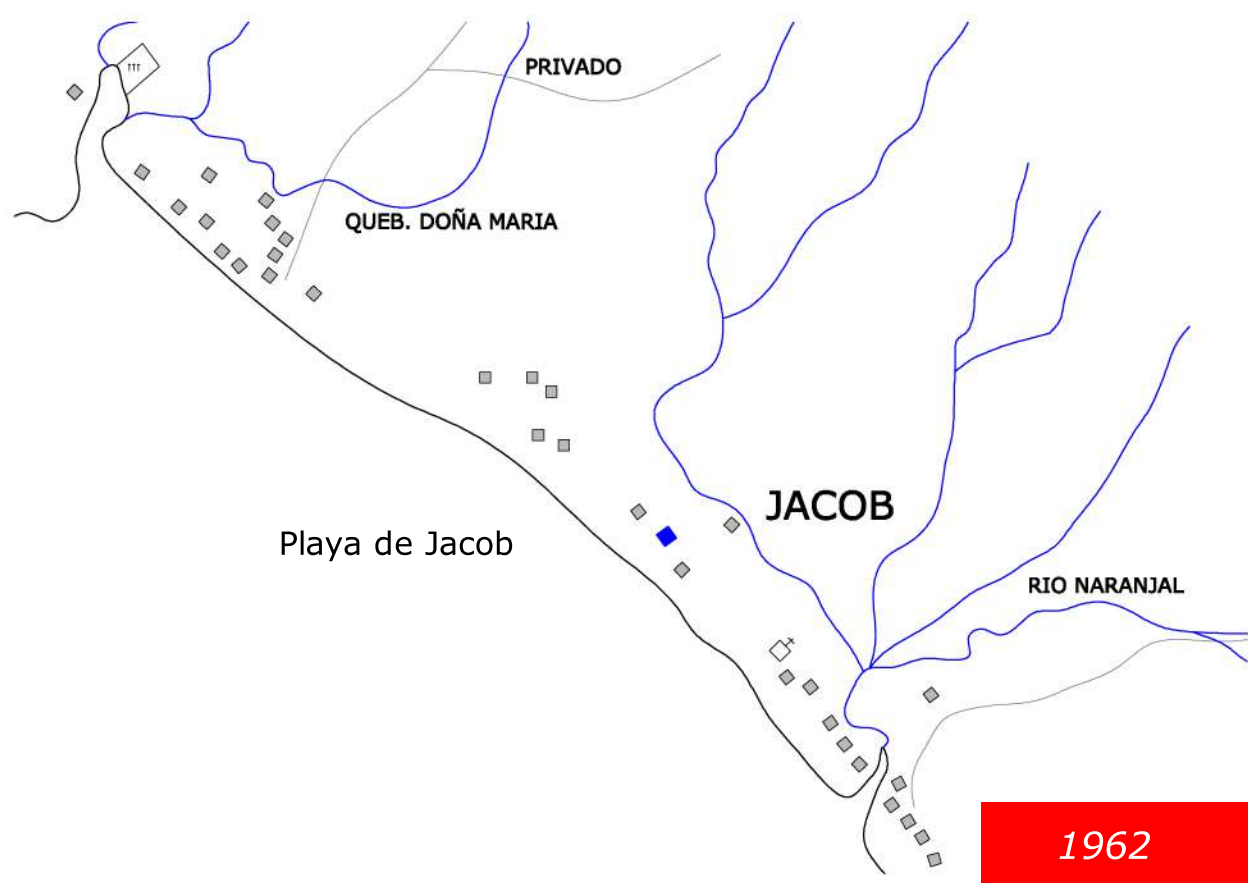 PRIVADO
QUEB. DOÑA MARIA
JACOB
Playa de Jacob
RIO NARANJAL
1962